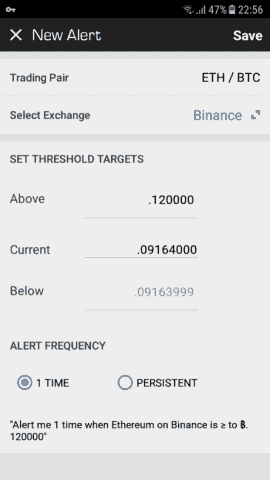 47% 22:56
New Alert Save
Trading Pair ETH / BTC
Select Exchange Binance
SET THRESHOLD TARGETS
Above .120000
Current .09164000
Below .09163999
ALERT FREQUENCY
1 TIME PERSISTENT
"Alert me 1 time when Ethereum on Binance is ≥ to ฿.
120000"